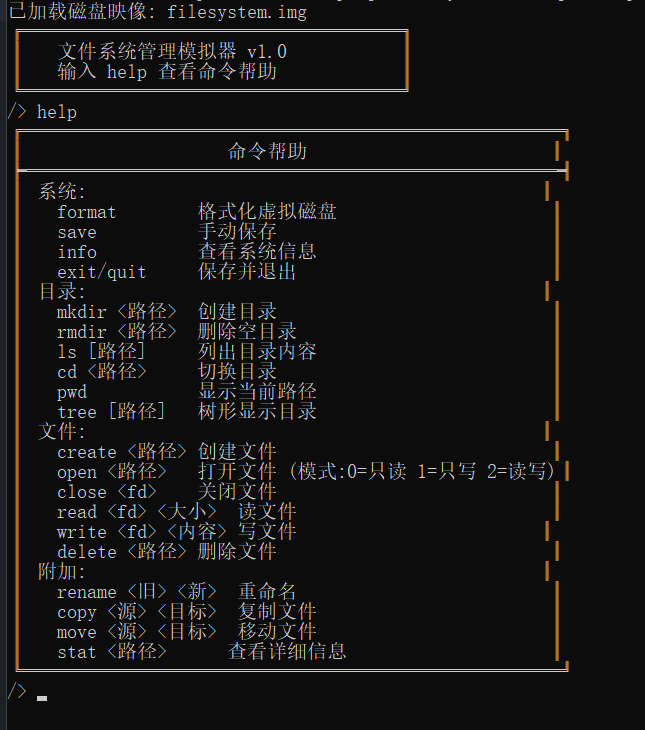 已加载磁盘映像: filesystem.img
文件系统管理模拟器 v1.0
输入 help 查看命令帮助
/> help
命令帮助
系统:
format 格式化虚拟磁盘
save 手动保存
info 查看系统信息
exit/quit 保存并退出
目录:
mkdir <路径> 创建目录
rmdir <路径> 删除空目录
ls [路径] 列出目录内容
cd <路径> 切换目录
pwd 显示当前路径
tree [路径] 树形显示目录
文件:
create <路径> 创建文件
open <路径> 打开文件 (模式:0=只读 1=只写 2=读写)
close <fd> 关闭文件
read <fd> <大小> 读文件
write <fd> <内容> 写文件
delete <路径> 删除文件
附加:
rename <旧> <新> 重命名
copy <源> <目标> 复制文件
move <源> <目标> 移动文件
stat <路径> 查看详细信息
/>